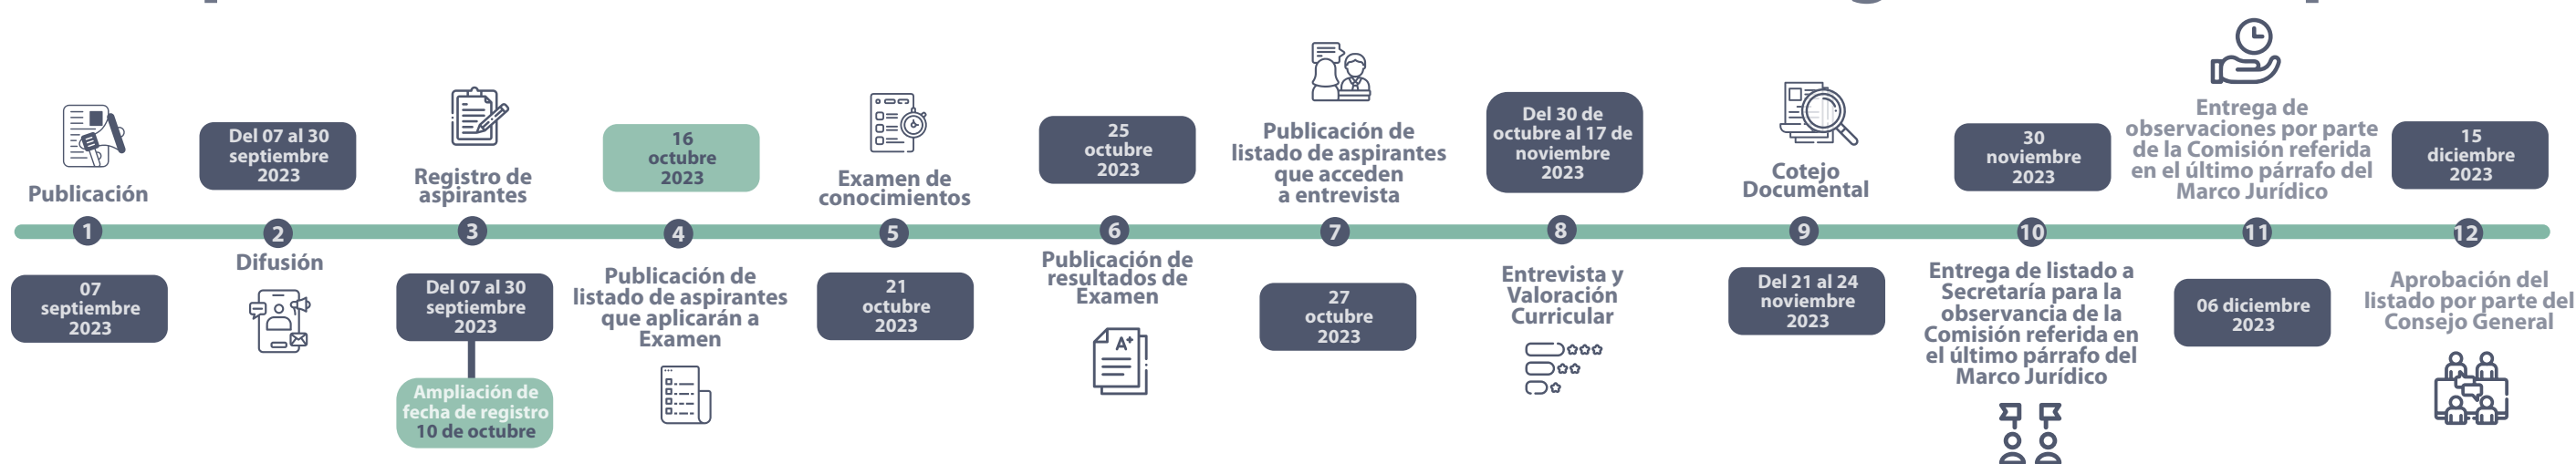 Publicación
1
07
septiembre
2023
Del 07 al 30
septiembre
2023
2
Difusión
Registro de
aspirantes
3
Del 07 al 30
septiembre
2023
Ampliación de
fecha de registro
10 de octubre
16
octubre
2023
4
Publicación de
listado de aspirantes
que aplicarán a
Examen
Examen de
conocimientos
5
21
octubre
2023
25
octubre
2023
6
Publicación de
resultados de
Examen
A+
Publicación de
listado de aspirantes
que acceden
a entrevista
7
27
octubre
2023
Del 30 de
octubre al 17 de
noviembre
2023
8
Entrevista y
Valoración
Curricular
Cotejo
Documental
9
Del 21 al 24
noviembre
2023
30
noviembre
2023
10
Entrega de listado a
Secretaría para la
observancia de la
Comisión referida en
el último párrafo del
Marco Jurídico
Entrega de
observaciones por parte
de la Comisión referida
en el último párrafo del
Marco Jurídico
11
06 diciembre
2023
15
diciembre
2023
12
Aprobación del
listado por parte del
Consejo General